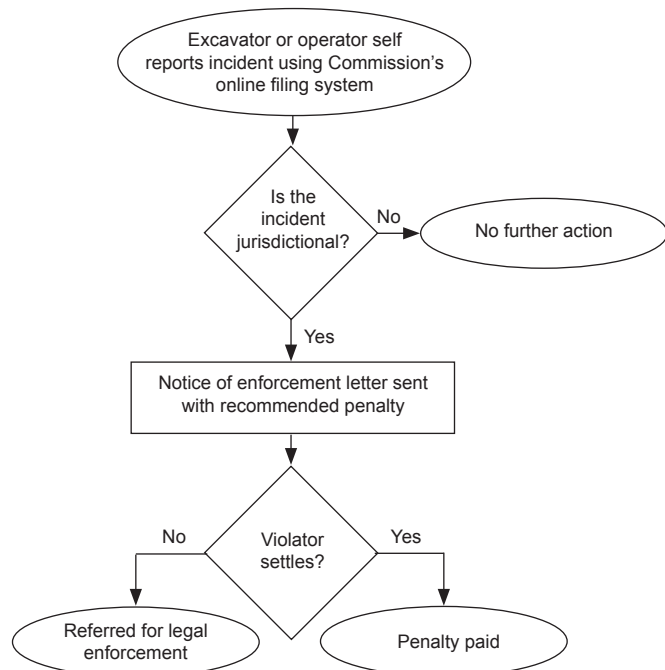 Excavator or operator self
reports incident using Commission's
online filing system
Is the
incident
jurisdictional?
No
No further action
Yes
Notice of enforcement letter sent
with recommended penalty
No
Violator
settles?
Yes
Referred for legal
enforcement
Penalty paid